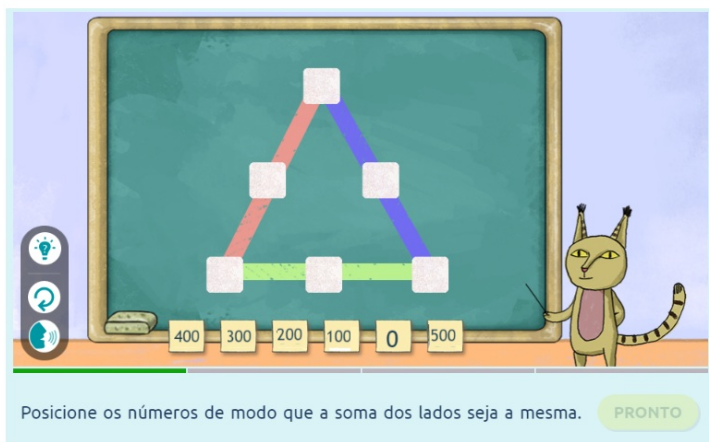 400 300 200 100 0 500
Posicione os números de modo que a soma dos lados seja a mesma. PRONTO